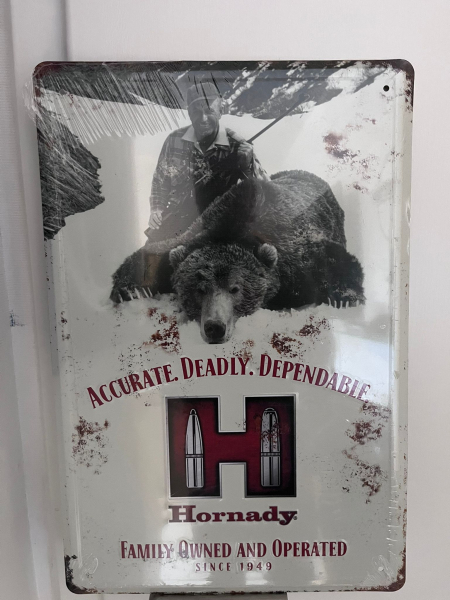 ACCURATE. DEADLY. DEPENDABLE
H
Hornady
FAMILY OWNED AND OPERATED
SINCE 1949